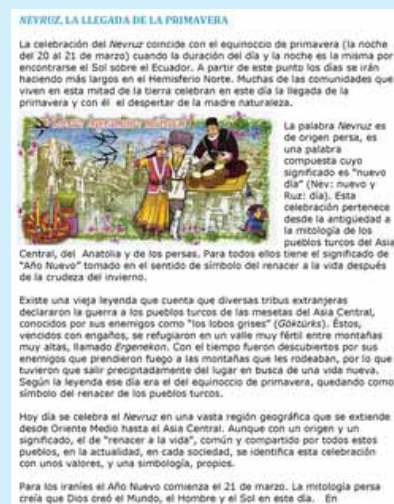 NEVRUZ, LA LLEGADA DE LA PRIMAVERA
La celebración del Nevruz coincide con el equinoccio de primavera (la noche
del 20 al 21 de marzo) cuando la duración del día y la noche es la misma por
encontrarse el Sol sobre el Ecuador. A partir de este punto los días se irán
haciendo más largos en el Hemisferio Norte. Muchas de las comunidades que
viven en esta mitad de la tierra celebran en este día la llegada de la
primavera y con él el despertar de la madre naturaleza.
La palabra Nevruz es
de origen persa, es
una palabra
compuesta cuyo
significado es "nuevo
día" (Nev: nuevo y
Ruz: día). Esta
celebración pertenece
desde la antigüedad a
la mitología de los
pueblos turcos del Asia
Central, del Anatolia y de los persas. Para todos ellos tiene el significado de
"Año Nuevo" tomado en el sentido de símbolo del renacer a la vida después
de la crudeza del invierno.
Existe una vieja leyenda que cuenta que diversas tribus extranjeras
declararon la guerra a los pueblos turcos de las mesetas del Asia Central,
conocidos por sus enemigos como "los lobos grises" (Göktürks). Éstos,
vencidos con engaños, se refugiaron en un valle muy fértil entre montañas
muy altas, llamado Ergenekon. Con el tiempo fueron descubiertos por sus
enemigos que prendieron fuego a las montañas que les rodeaban, por lo que
tuvieron que salir precipitadamente del lugar en busca de una vida nueva.
Según la leyenda ese día era el del equinoccio de primavera, quedando como
símbolo del renacer de los pueblos turcos.
Hoy día se celebra el Nevruz en una vasta región geográfica que se extiende
desde Oriente Medio hasta el Asia Central. Aunque con un origen y un
significado, el de "renacer a la vida", común y compartido por todos estos
pueblos, en la actualidad, en cada sociedad, se identifica esta celebración
con unos valores, y una simbología, propios.
Para los iraníes el Año Nuevo comienza el 21 de marzo. La mitología persa
creía que Dios creó el Mundo, el Hombre y el Sol en este día. En